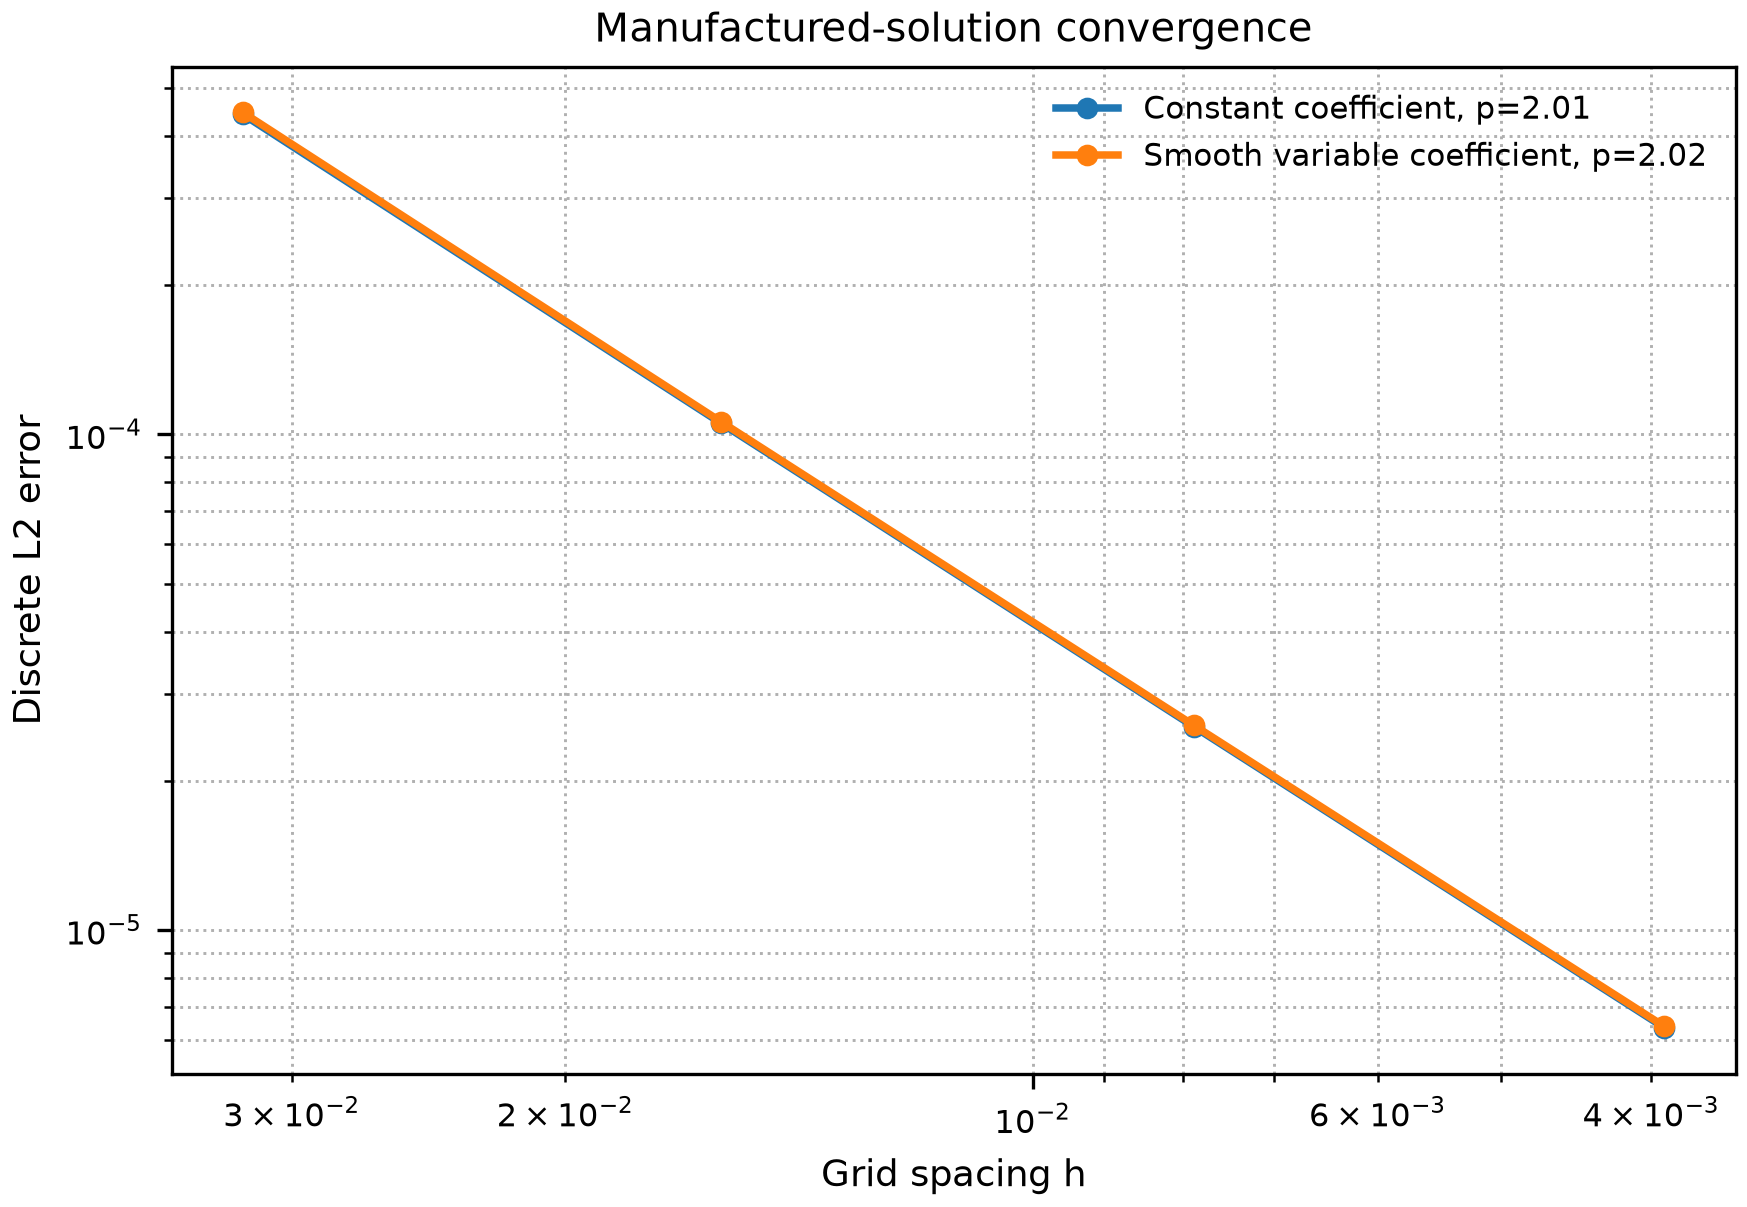 Manufactured-solution convergence
Constant coefficient, p=2.01
Smooth variable coefficient, p=2.02
Discrete L2 error
10⁻⁴
10⁻⁵
3 × 10⁻²
2 × 10⁻²
10⁻²
6 × 10⁻³
4 × 10⁻³
Grid spacing h